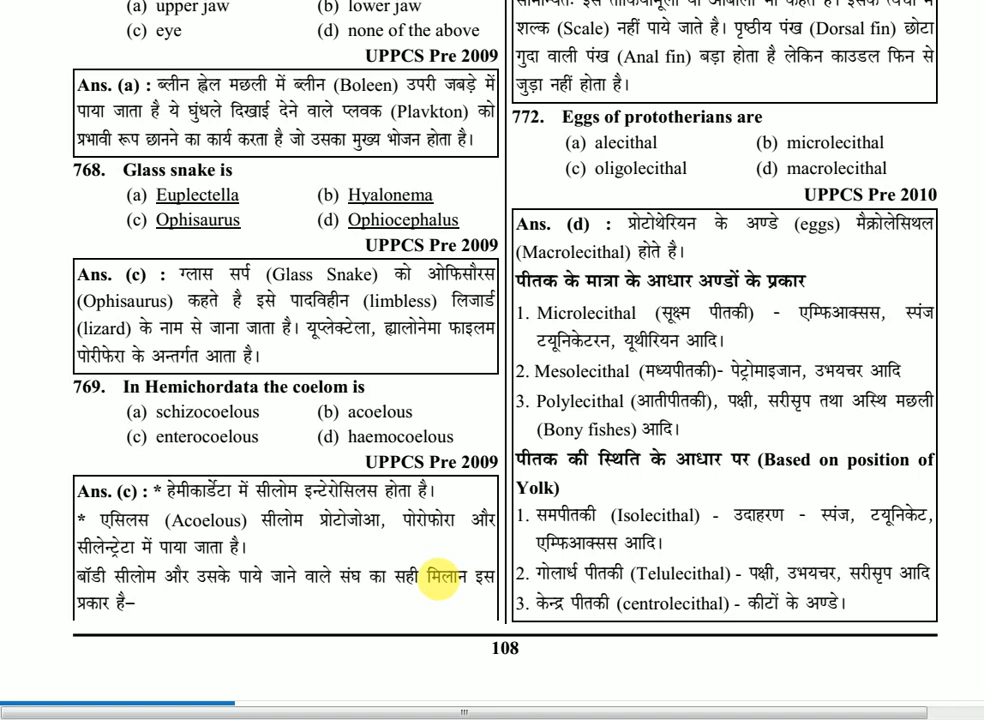 (a) upper jaw (b) lower jaw
(c) eye (d) none of the above
UPPCS Pre 2009
Ans. (a) : ब्लीन ह्वेल मछली में ब्लीन (Boleen) उपरी जबड़े में
पाया जाता है ये घुंधले दिखाई देने वाले प्लवक (Plavkton) को
प्रभावी रूप छानने का कार्य करता है जो उसका मुख्य भोजन होता है।
768. Glass snake is
(a) Euplectella (b) Hyalonema
(c) Ophisaurus (d) Ophiocephalus
UPPCS Pre 2009
Ans. (c) : ग्लास सर्प (Glass Snake) को ओफिसौरस
(Ophisaurus) कहते है इसे पादविहीन (limbless) लिजार्ड
(lizard) के नाम से जाना जाता है। यूप्लेक्टेला, ह्यालोनेमा फाइलम
पोरीफेरा के अन्तर्गत आता है।
769. In Hemichordata the coelom is
(a) schizocoelous (b) acoelous
(c) enterocoelous (d) haemocoelous
UPPCS Pre 2009
Ans. (c) : * हेमीकार्डेटा में सीलोम इन्टेरोसिलस होता है।
* एसिलस (Acoelous) सीलोम प्रोटोजोआ, पोरोफोरा और
सीलेन्ट्रेटा में पाया जाता है।
बॉडी सीलोम और उसके पाये जाने वाले संघ का सही मिलान इस
प्रकार है–
शल्क (Scale) नहीं पाये जाते है। पृष्ठीय पंख (Dorsal fin) छोटा
गुदा वाली पंख (Anal fin) बड़ा होता है लेकिन काउडल फिन से
जुड़ा नहीं होता है।
772. Eggs of prototherians are
(a) alecithal (b) microlecithal
(c) oligolecithal (d) macrolecithal
UPPCS Pre 2010
Ans. (d) : प्रोटोथेरियन के अण्डे (eggs) मैक्रोलेसिथल
(Macrolecithal) होते है।
पीतक के मात्रा के आधार अण्डों के प्रकार
1. Microlecithal (सूक्ष्म पीतकी) - एम्फिआक्सस, स्पंज
टयूनिकेटरन, यूथीरियन आदि।
2. Mesolecithal (मध्यपीतकी)- पेट्रोमाइजान, उभयचर आदि
3. Polylecithal (आतीपीतकी), पक्षी, सरीसृप तथा अस्थि मछली
(Bony fishes) आदि।
पीतक की स्थिति के आधार पर (Based on position of
Yolk)
1. समपीतकी (Isolecithal) - उदाहरण - स्पंज, टयूनिकेट,
एम्फिआक्सस आदि।
2. गोलार्ध पीतकी (Telulecithal) - पक्षी, उभयचर, सरीसृप आदि
3. केन्द्र पीतकी (centrolecithal) - कीटों के अण्डे।
108